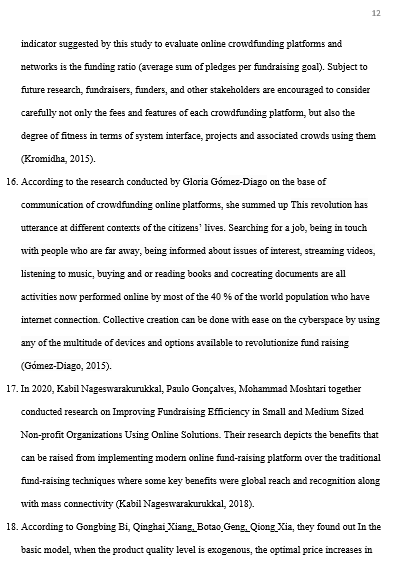 12
indicator suggested by this study to evaluate online crowdfunding platforms and
networks is the funding ratio (average sum of pledges per fundraising goal). Subject to
future research, fundraisers, funders, and other stakeholders are encouraged to consider
carefully not only the fees and features of each crowdfunding platform, but also the
degree of fitness in terms of system interface, projects and associated crowds using them
(Kromidha, 2015).
16. According to the research conducted by Gloria Gómez-Diago on the base of
communication of crowdfunding online platforms, she summed up This revolution has
utterance at different contexts of the citizens’ lives. Searching for a job, being in touch
with people who are far away, being informed about issues of interest, streaming videos,
listening to music, buying and or reading books and cocreating documents are all
activities now performed online by most of the 40 % of the world population who have
internet connection. Collective creation can be done with ease on the cyberspace by using
any of the multitude of devices and options available to revolutionize fund raising
(Gómez-Diago, 2015).
17. In 2020, Kabil Nageswarakurukkal, Paulo Gonçalves, Mohammad Moshtari together
conducted research on Improving Fundraising Efficiency in Small and Medium Sized
Non-profit Organizations Using Online Solutions. Their research depicts the benefits that
can be raised from implementing modern online fund-raising platform over the traditional
fund-raising techniques where some key benefits were global reach and recognition along
with mass connectivity (Kabil Nageswarakurukkal, 2018).
18. According to Gongbing Bi, Qinghai Xiang, Botao Geng, Qiong Xia, they found out In the
basic model, when the product quality level is exogenous, the optimal price increases in